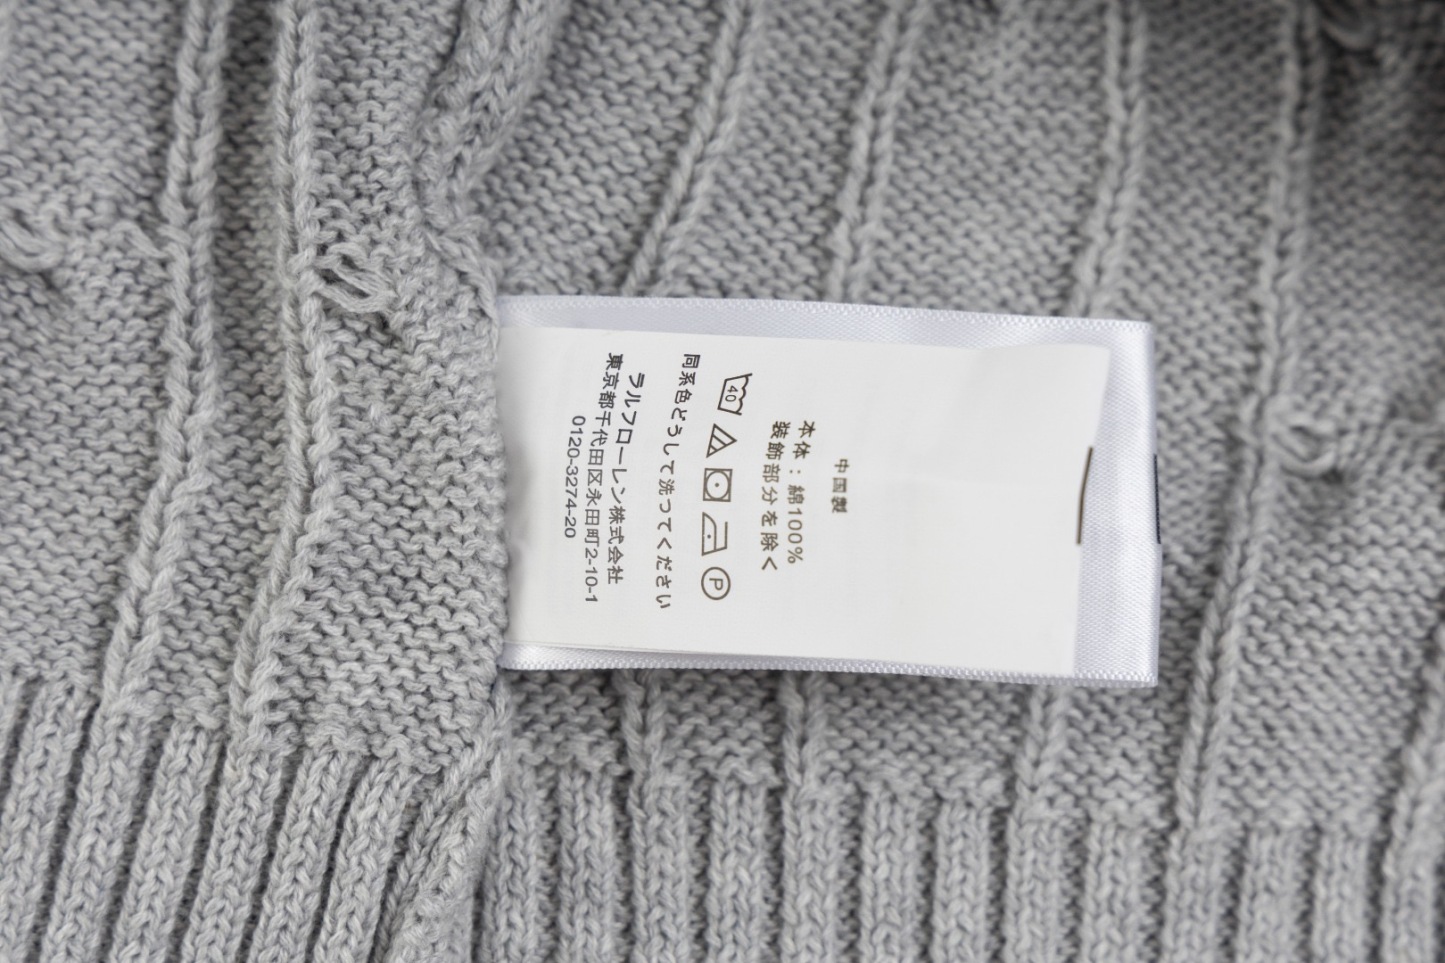 中国製
本体：綿100%
装飾部分を除く
40
P
同系色どうして洗ってください
ラルフローレン株式会社
東京都千代田区永田町2-10-1
0120-3274-20